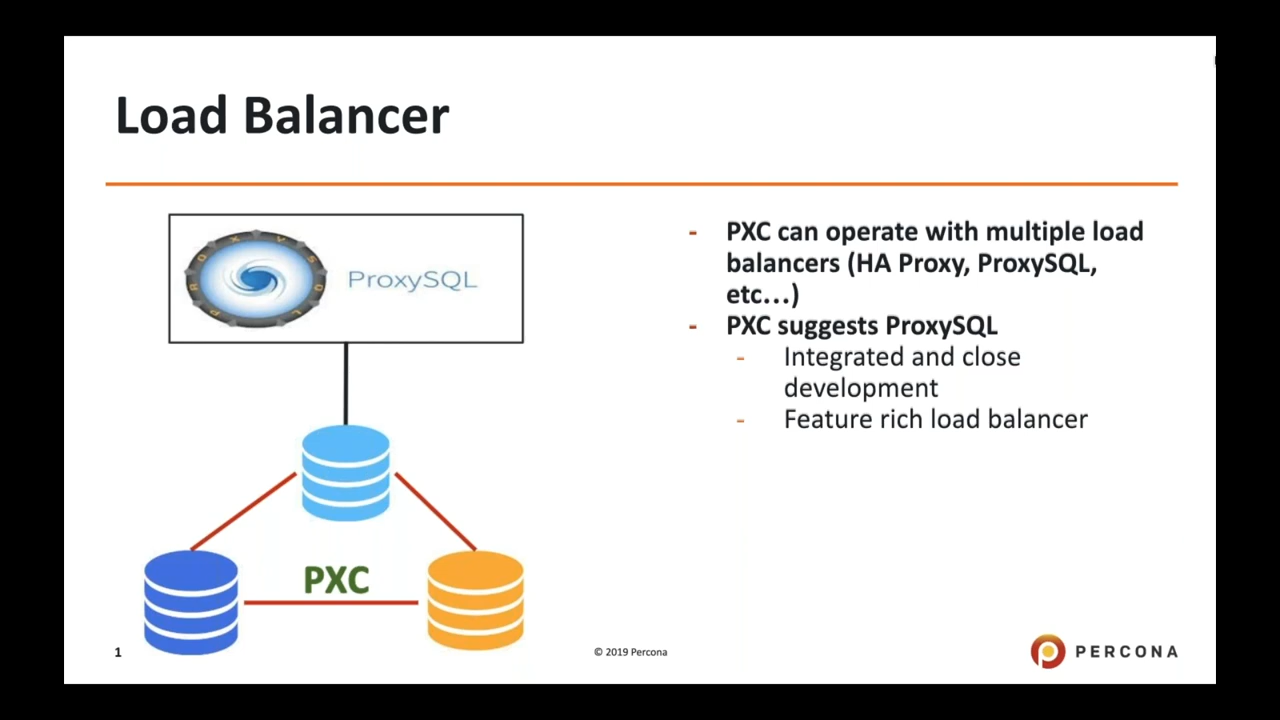 Load Balancer
PROXYSQL
ProxySQL
- PXC can operate with multiple load
balancers (HA Proxy, ProxySQL,
etc...)
- PXC suggests ProxySQL
- Integrated and close
development
- Feature rich load balancer
PXC
1
© 2019 Percona
PERCONA